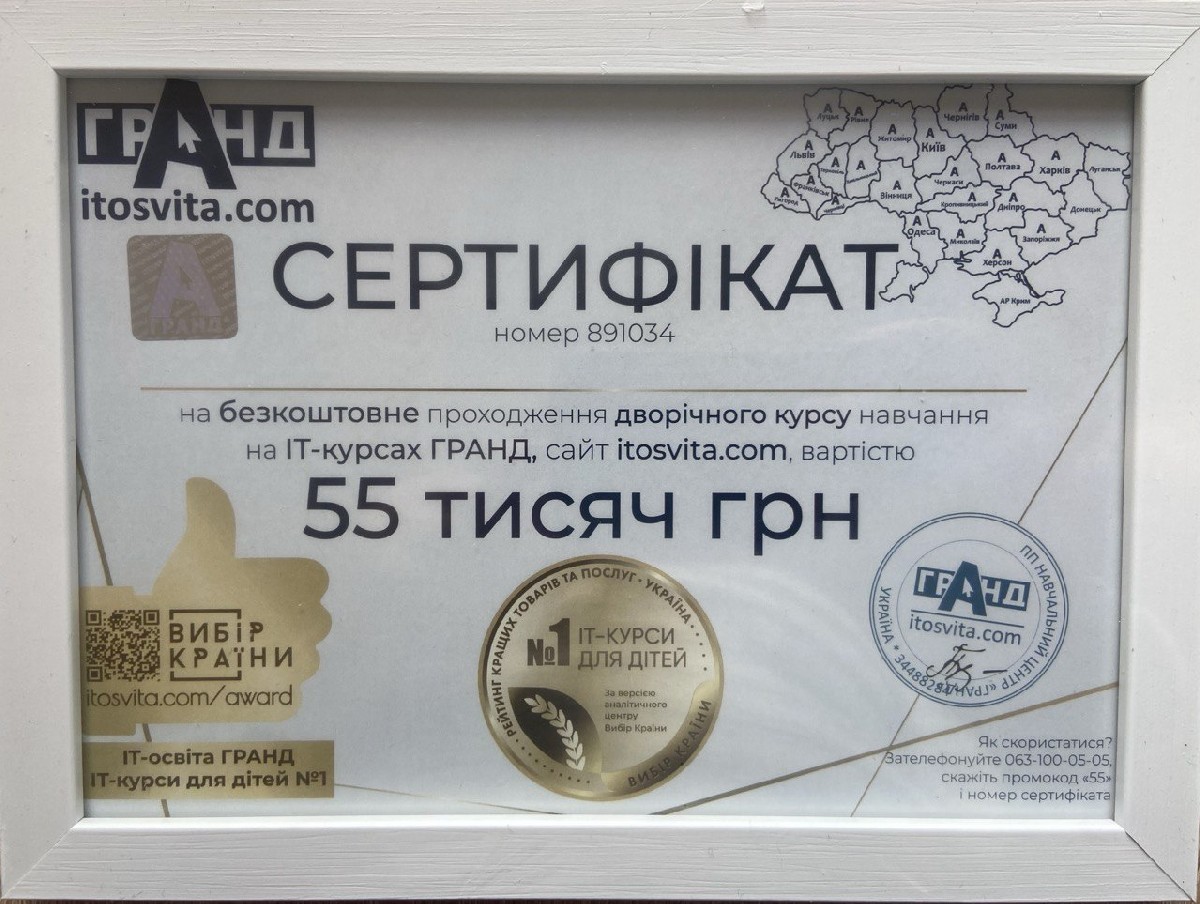 ГРАНД
itosvita.com
А
ГРАНД
СЕРТИФІКАТ
номер 891034
Луцьк
Рівне
Житомир
Київ
Чернігів
Суми
Львів
Полтава
Харків
Луганськ
Вінниця
Черкаси
Кропивницький
Дніпро
Донецьк
Одеса
Миколаїв
Запоріжжя
Херсон
АР Крим
на безкоштовне проходження дворічного курсу навчання
на ІТ-курсах ГРАНД, сайт itosvita.com, вартістю
55 тисяч грн
ВИБІР
КРАЇНИ
itosvita.com/award
ІТ-освіта ГРАНД
ІТ-курси для дітей №1
РЕЙТИНГ КРАЩИХ ТОВАРІВ ТА ПОСЛУГ · УКРАЇНА
№1 ІТ-КУРСИ
ДЛЯ ДІТЕЙ
За версією
аналітичного
центру
Вибір Країни
ВИБІР КРАЇНИ
ПП НАВЧАЛЬНИЙ ЦЕНТР «ГРАНД»
УКРАЇНА *
ГРАНД
itosvita.com
Як скористатися?
Зателефонуйте 063-100-05-05,
скажіть промокод «55»
і номер сертифіката